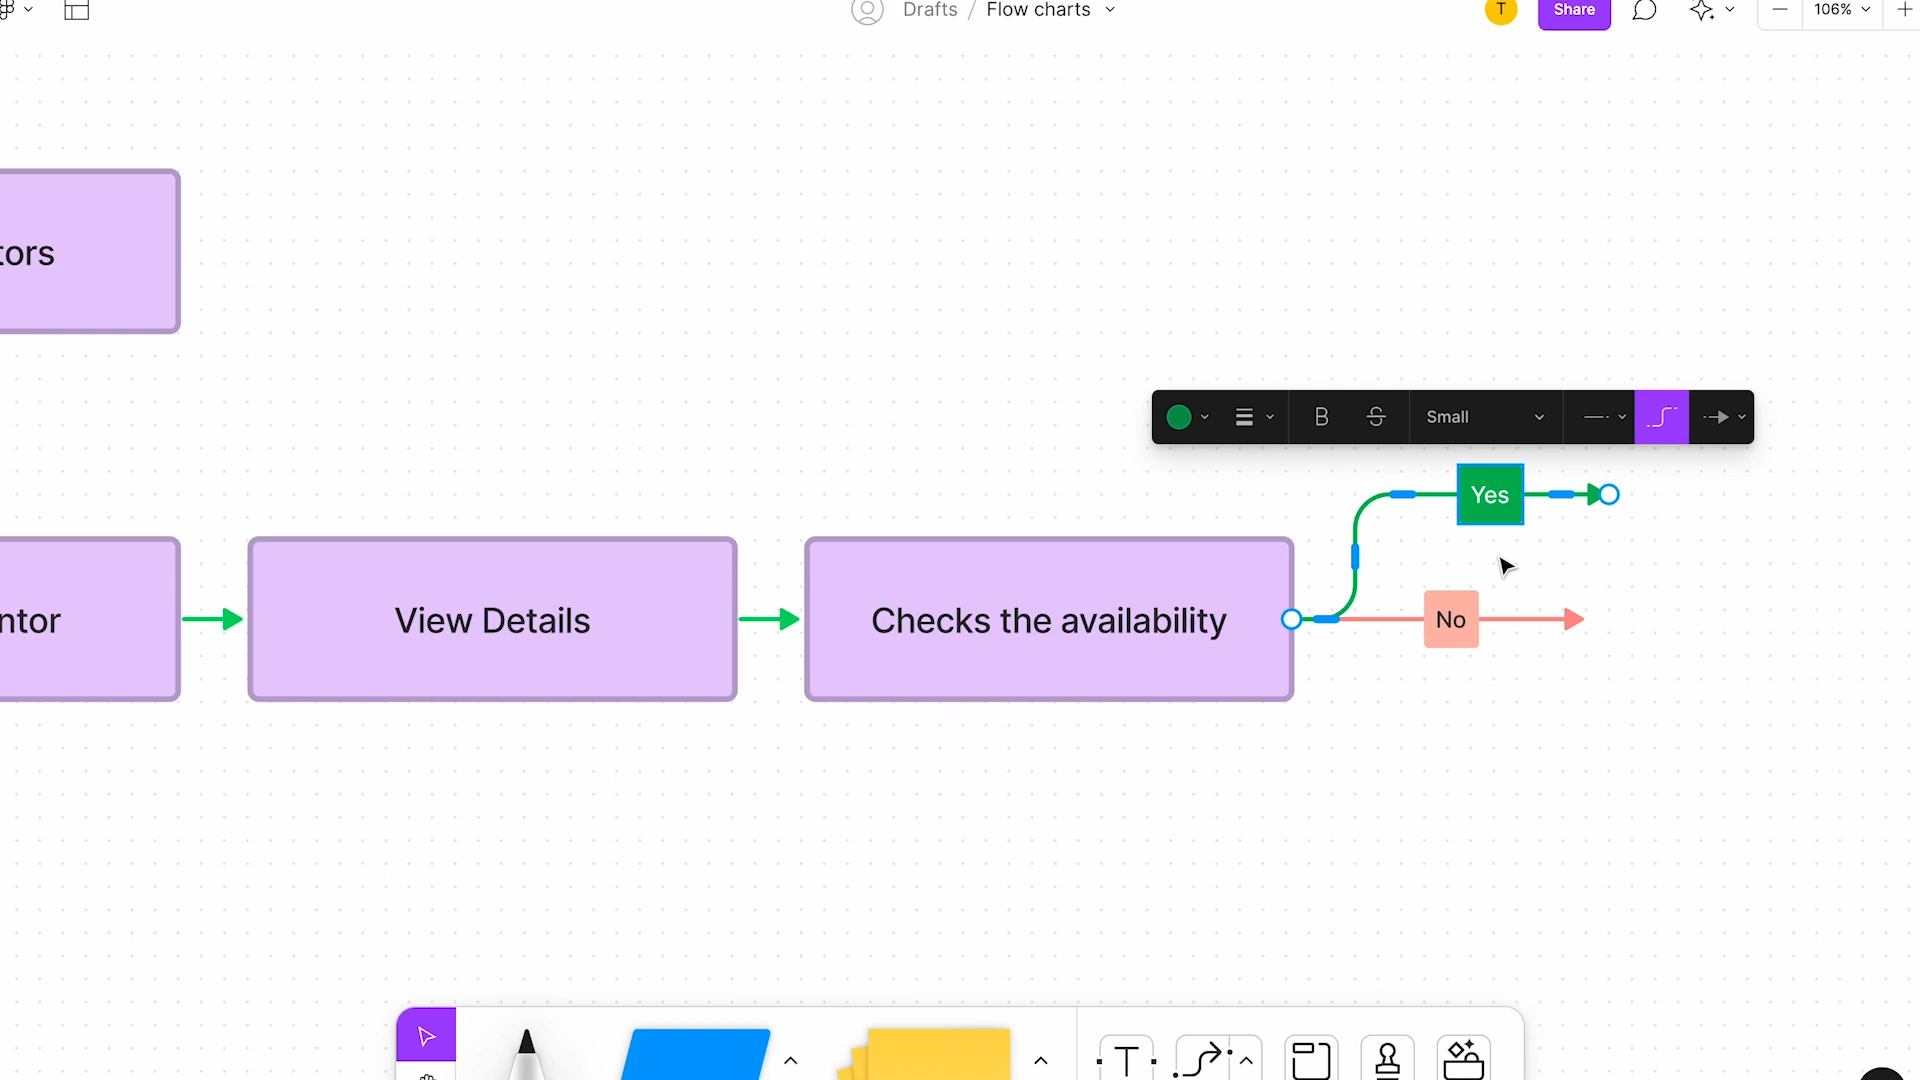 Drafts / Flow charts
T
Share
106%
tors
B S Small
Yes
ntor
View Details
Checks the availability
No
T